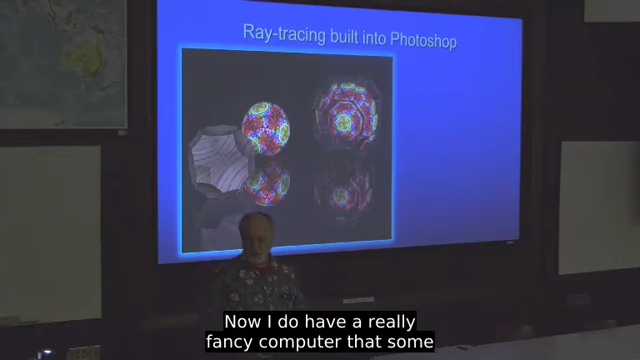 Ray-tracing built into Photoshop
Now I do have a really
fancy computer that some